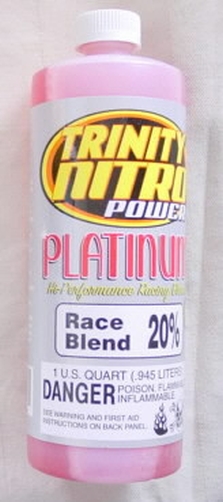 TRINITY
NITRO
POWER
PLATINUM
Hi-Performance Racing
Race
Blend 20%
1 U.S. QUART (.945 LITERS)
DANGER POISON, FLAMMABLE
INFLAMMABLE
SEE WARNING AND FIRST AID
INSTRUCTIONS ON BACK PANEL.